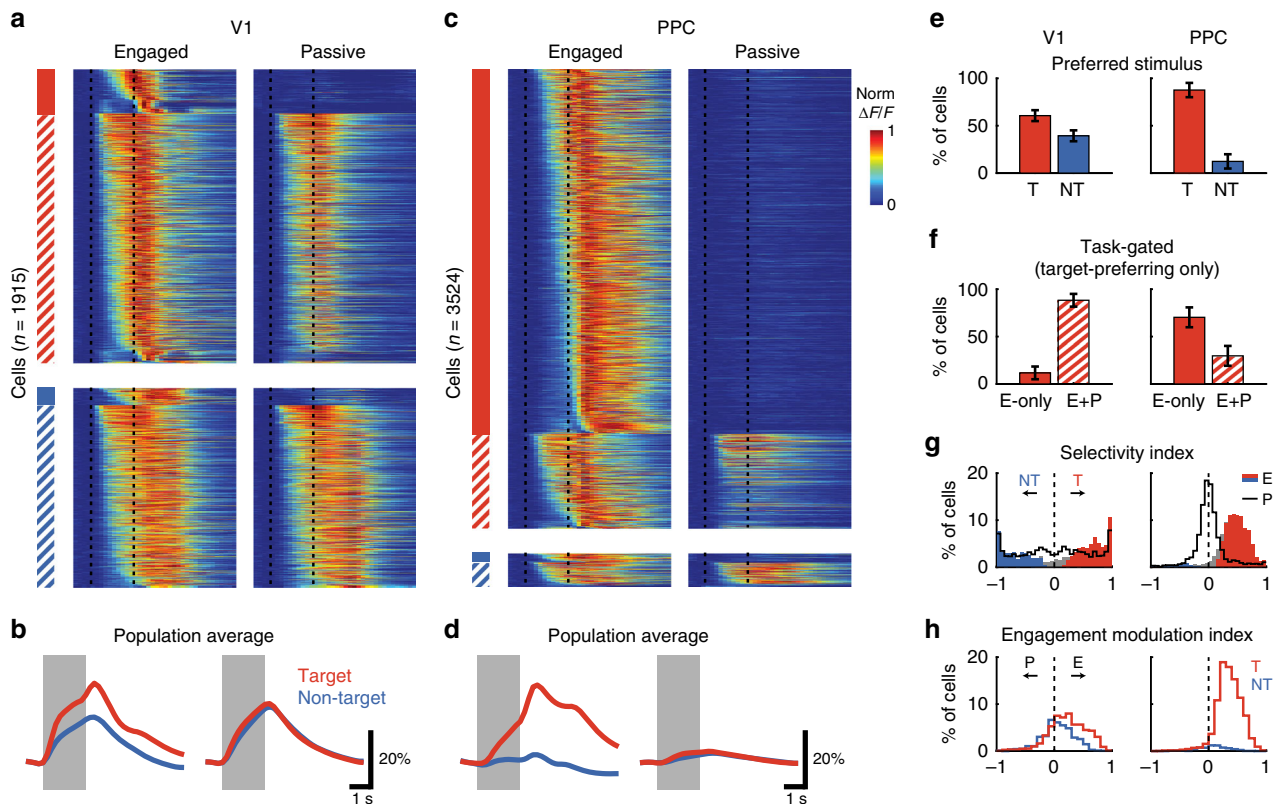 a
V1
Engaged
Passive
Cells (n = 1915)
b
Population average
Target
Non-target
20%
1 s
c
PPC
Engaged
Passive
Norm
ΔF/F
1
0
Cells (n = 3524)
d
Population average
20%
1 s
e
V1
PPC
Preferred stimulus
% of cells
100
50
0
T
NT
T
NT
f
Task-gated
(target-preferring only)
% of cells
100
50
0
E-only
E+P
E-only
E+P
g
Selectivity index
% of cells
20
10
0
NT
T
E
P
−1
0
1
−1
0
1
h
Engagement modulation index
% of cells
20
10
0
P
E
T
NT
−1
0
1
−1
0
1